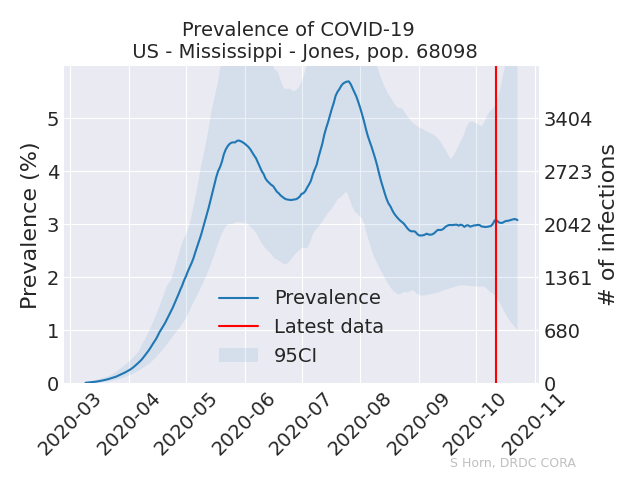 Prevalence of COVID-19
US - Mississippi - Jones, pop. 68098
Prevalence (%)
5
4
3
2
1
0
3404
2723
2042
1361
680
0
# of infections
Prevalence
Latest data
95CI
2020-03
2020-04
2020-05
2020-06
2020-07
2020-08
2020-09
2020-10
2020-11
S Horn, DRDC CORA